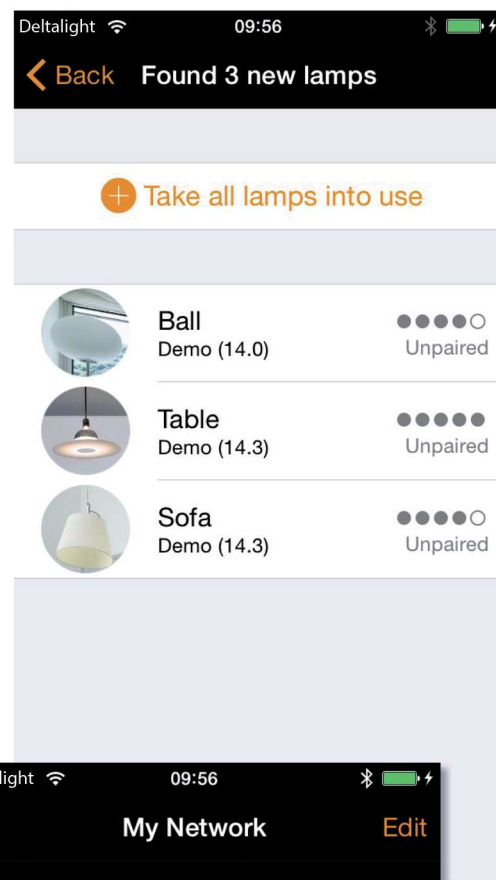 Deltalight 09:56
Back Found 3 new lamps
Take all lamps into use
Ball
Demo (14.0)
Unpaired
Table
Demo (14.3)
Unpaired
Sofa
Demo (14.3)
Unpaired
light 09:56
My Network Edit